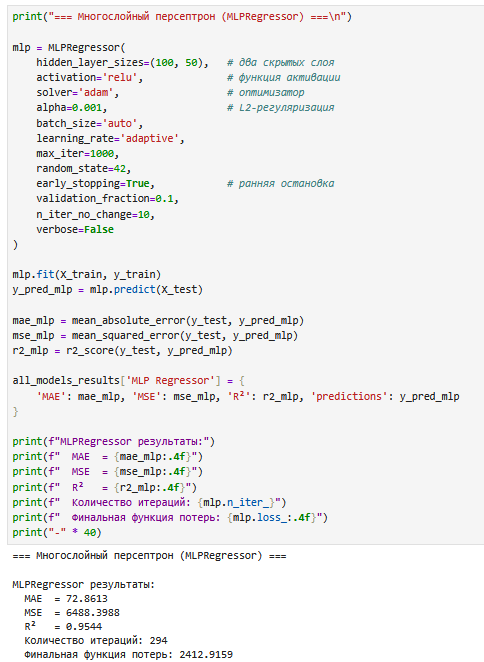 print("=== Многослойный персептрон (MLPRegressor) ===\n")
mlp = MLPRegressor(
    hidden_layer_sizes=(100, 50),   # два скрытых слоя
    activation='relu',              # функция активации
    solver='adam',                  # оптимизатор
    alpha=0.001,                    # L2-регуляризация
    batch_size='auto',
    learning_rate='adaptive',
    max_iter=1000,
    random_state=42,
    early_stopping=True,            # ранняя остановка
    validation_fraction=0.1,
    n_iter_no_change=10,
    verbose=False
)
mlp.fit(X_train, y_train)
y_pred_mlp = mlp.predict(X_test)
mae_mlp = mean_absolute_error(y_test, y_pred_mlp)
mse_mlp = mean_squared_error(y_test, y_pred_mlp)
r2_mlp = r2_score(y_test, y_pred_mlp)
all_models_results['MLP Regressor'] = {
    'MAE': mae_mlp, 'MSE': mse_mlp, 'R²': r2_mlp, 'predictions': y_pred_mlp
}
print(f"MLPRegressor результаты:")
print(f"  MAE  = {mae_mlp:.4f}")
print(f"  MSE  = {mse_mlp:.4f}")
print(f"  R²   = {r2_mlp:.4f}")
print(f"  Количество итераций: {mlp.n_iter_}")
print(f"  Финальная функция потерь: {mlp.loss_:.4f}")
print("-" * 40)
=== Многослойный персептрон (MLPRegressor) ===
MLPRegressor результаты:
  MAE  = 72.8613
  MSE  = 6488.3988
  R²   = 0.9544
  Количество итераций: 294
  Финальная функция потерь: 2412.9159